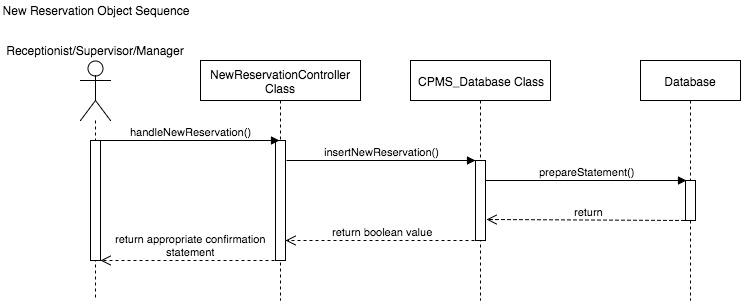 New Reservation Object Sequence
Receptionist/Supervisor/Manager
NewReservationController
Class
CPMS_Database Class
Database
handleNewReservation()
insertNewReservation()
prepareStatement()
return
return boolean value
return appropriate confirmation
statement